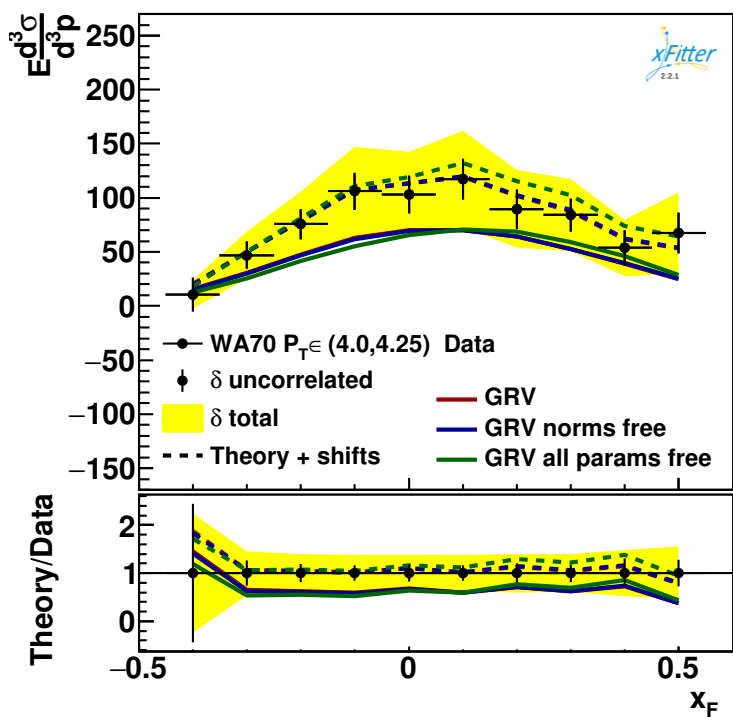 E d³σ/d³p
250
200
150
100
50
0
−50
−100
−150
xFitter
2.2.1
WA70 P_T∈ (4.0,4.25) Data
δ uncorrelated
δ total
Theory + shifts
GRV
GRV norms free
GRV all params free
Theory/Data
2
1
0
−0.5 0 0.5
x_F